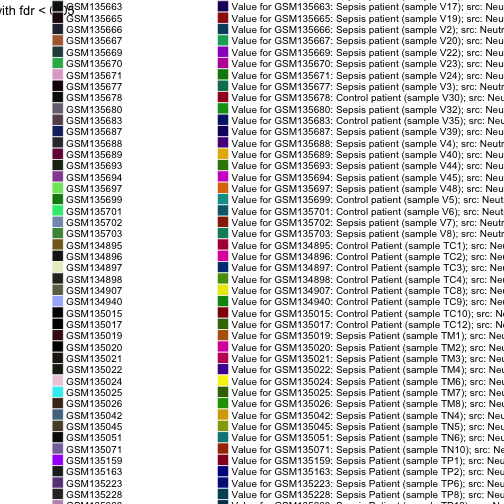 with fdr <
GSM135663 Value for GSM135663: Sepsis patient (sample V17); src: Neu
GSM135665 Value for GSM135665: Sepsis patient (sample V19); src: Neu
GSM135666 Value for GSM135666: Sepsis patient (sample V2); src: Neutr
GSM135667 Value for GSM135667: Sepsis patient (sample V20); src: Neu
GSM135669 Value for GSM135669: Sepsis patient (sample V22); src: Neu
GSM135670 Value for GSM135670: Sepsis patient (sample V23); src: Neu
GSM135671 Value for GSM135671: Sepsis patient (sample V24); src: Neu
GSM135677 Value for GSM135677: Sepsis patient (sample V3); src: Neutr
GSM135678 Value for GSM135678: Control patient (sample V30); src: Neu
GSM135680 Value for GSM135680: Sepsis patient (sample V32); src: Neu
GSM135683 Value for GSM135683: Control patient (sample V35); src: Neu
GSM135687 Value for GSM135687: Sepsis patient (sample V39); src: Neu
GSM135688 Value for GSM135688: Sepsis patient (sample V4); src: Neutr
GSM135689 Value for GSM135689: Sepsis patient (sample V40); src: Neu
GSM135693 Value for GSM135693: Sepsis patient (sample V44); src: Neu
GSM135694 Value for GSM135694: Sepsis patient (sample V45); src: Neu
GSM135697 Value for GSM135697: Sepsis patient (sample V48); src: Neu
GSM135699 Value for GSM135699: Control patient (sample V5); src: Neut
GSM135701 Value for GSM135701: Control patient (sample V6); src: Neut
GSM135702 Value for GSM135702: Sepsis patient (sample V7); src: Neutr
GSM135703 Value for GSM135703: Sepsis patient (sample V8); src: Neutr
GSM134895 Value for GSM134895: Control Patient (sample TC1); src: Ne
GSM134896 Value for GSM134896: Control Patient (sample TC2); src: Ne
GSM134897 Value for GSM134897: Control Patient (sample TC3); src: Ne
GSM134898 Value for GSM134898: Control Patient (sample TC4); src: Ne
GSM134907 Value for GSM134907: Control Patient (sample TC8); src: Ne
GSM134940 Value for GSM134940: Control Patient (sample TC9); src: Ne
GSM135015 Value for GSM135015: Control Patient (sample TC10); src: N
GSM135017 Value for GSM135017: Control Patient (sample TC12); src: N
GSM135019 Value for GSM135019: Sepsis Patient (sample TM1); src: Neu
GSM135020 Value for GSM135020: Sepsis Patient (sample TM2); src: Neu
GSM135021 Value for GSM135021: Sepsis Patient (sample TM3); src: Neu
GSM135022 Value for GSM135022: Sepsis Patient (sample TM4); src: Neu
GSM135024 Value for GSM135024: Sepsis Patient (sample TM6); src: Neu
GSM135025 Value for GSM135025: Sepsis Patient (sample TM7); src: Neu
GSM135026 Value for GSM135026: Sepsis Patient (sample TM8); src: Neu
GSM135042 Value for GSM135042: Sepsis Patient (sample TN4); src: Neu
GSM135045 Value for GSM135045: Sepsis Patient (sample TN5); src: Neu
GSM135051 Value for GSM135051: Sepsis Patient (sample TN6); src: Neu
GSM135071 Value for GSM135071: Sepsis Patient (sample TN10); src: Ne
GSM135159 Value for GSM135159: Sepsis Patient (sample TP1); src: Neu
GSM135163 Value for GSM135163: Sepsis Patient (sample TP2); src: Neu
GSM135223 Value for GSM135223: Sepsis Patient (sample TP6); src: Neu
GSM135228 Value for GSM135228: Sepsis Patient (sample TP8); src: Neu